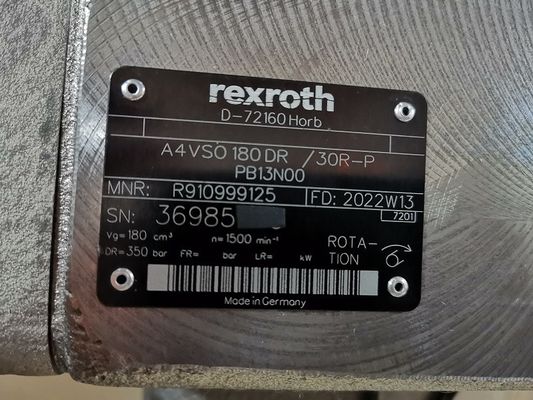 rexroth
D-72160 Horb
A4VSO 180 DR /30R-P
PB13N00
MNR: R910999125 FD: 2022W13
7201
SN: 36985
Vg=180 cm³ n=1500 min⁻¹ ROTA-
DR=350 bar FR= bar LR= kW TION
Made in Germany